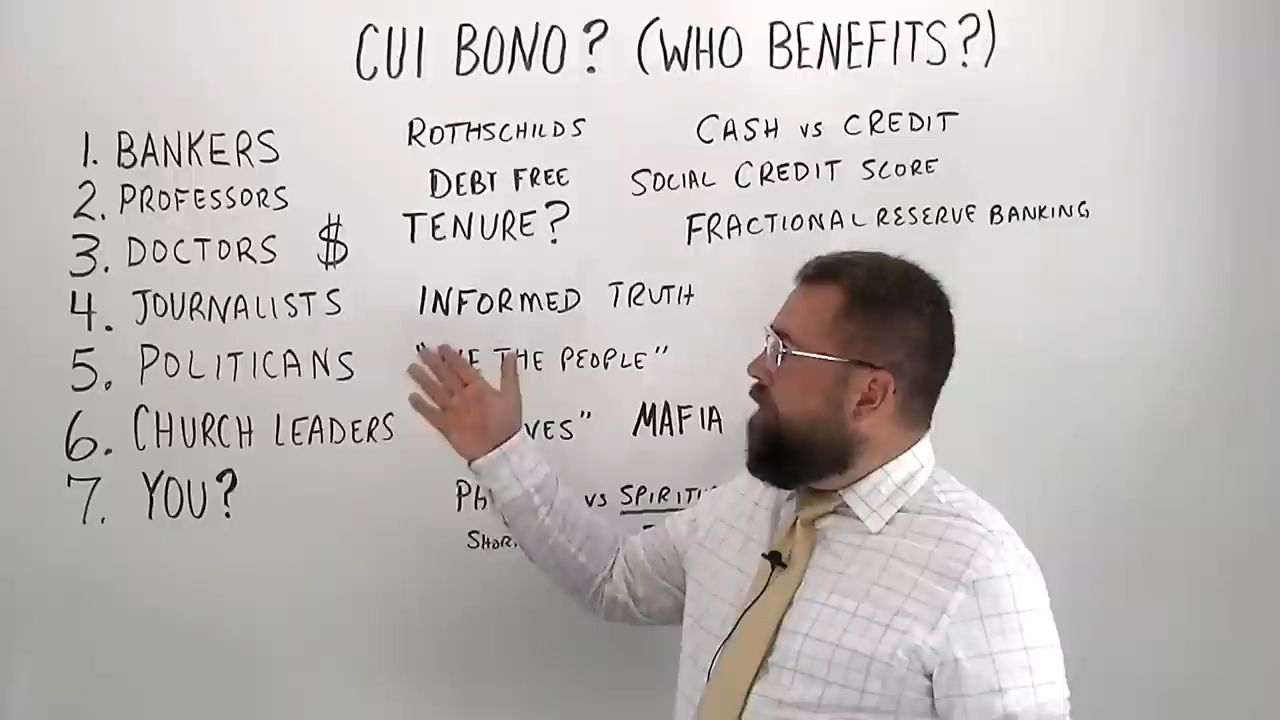 CUI BONO? (WHO BENEFITS?)
1. BANKERS ROTHSCHILDS CASH VS CREDIT
2. PROFESSORS DEBT FREE SOCIAL CREDIT SCORE
TENURE? FRACTIONAL RESERVE BANKING
3. DOCTORS $
4. JOURNALISTS INFORMED TRUTH
5. POLITICANS THE PEOPLE"
6. CHURCH LEADERS MAFIA
7. YOU?
VS